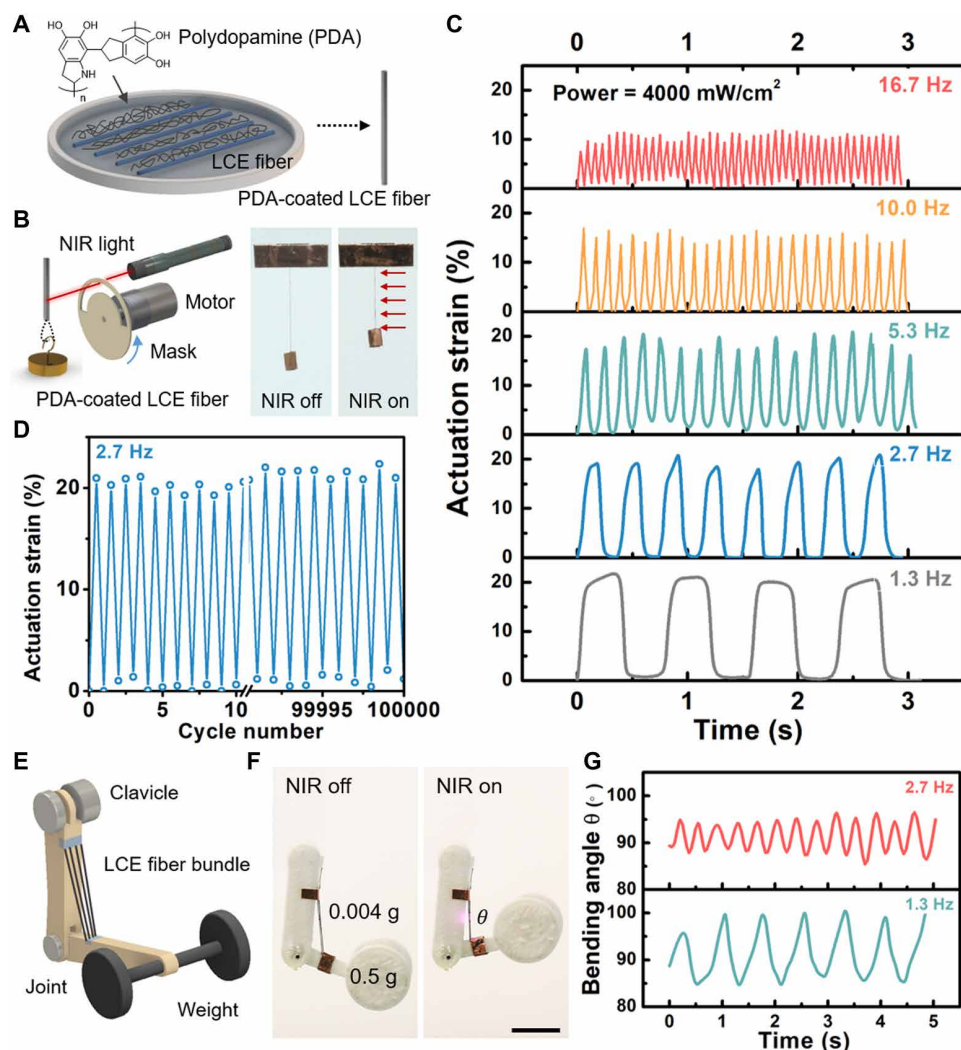 A
HO
OH
OH
OH
NH
n
Polydopamine (PDA)
LCE fiber
PDA-coated LCE fiber
B
NIR light
Motor
Mask
PDA-coated LCE fiber
NIR off
NIR on
C
0 1 2 3
Power = 4000 mW/cm²
16.7 Hz
20
10
0
10.0 Hz
20
10
0
5.3 Hz
20
10
0
2.7 Hz
20
10
0
1.3 Hz
20
10
0
Actuation strain (%)
0 1 2 3
Time (s)
D
2.7 Hz
20
10
0
Actuation strain (%)
0 5 10 99995 100000
Cycle number
E
Clavicle
LCE fiber bundle
Joint
Weight
F
NIR off
NIR on
0.004 g
0.5 g
θ
G
2.7 Hz
100
90
80
1.3 Hz
100
90
80
Bending angle θ (°)
0 1 2 3 4 5
Time (s)